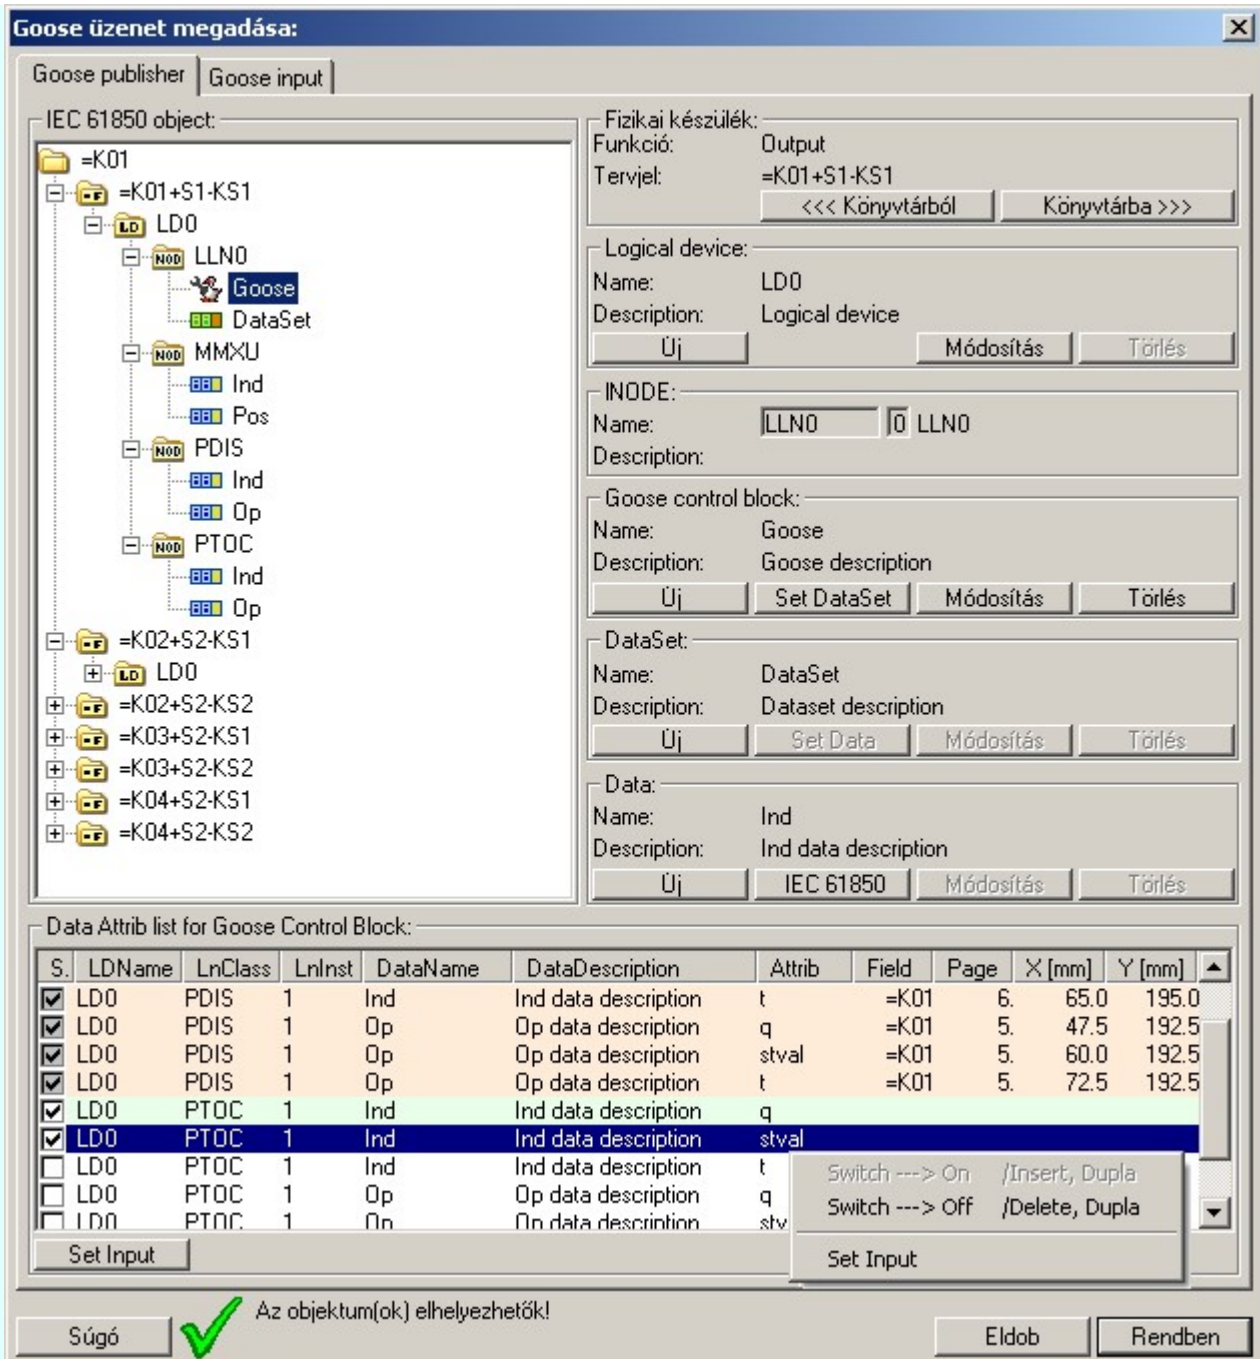 Goose üzenet megadása:
Goose publisher
Goose input
IEC 61850 object:
=K01
=K01+S1-KS1
LD0
LLN0
Goose
DataSet
MMXU
Ind
Pos
PDIS
Ind
Op
PTOC
Ind
Op
=K02+S2-KS1
LD0
=K02+S2-KS2
=K03+S2-KS1
=K03+S2-KS2
=K04+S2-KS1
=K04+S2-KS2
Fizikai készülék:
Funkció: Output
Tervjel: =K01+S1-KS1
<<< Könyvtárból Könyvtárba >>>
Logical device:
Name: LD0
Description: Logical device
Új Módosítás Törlés
INODE:
Name: LLN0 0 LLN0
Description:
Goose control block:
Name: Goose
Description: Goose description
Új Set DataSet Módosítás Törlés
DataSet:
Name: DataSet
Description: Dataset description
Új Set Data Módosítás Törlés
Data:
Name: Ind
Description: Ind data description
Új IEC 61850 Módosítás Törlés
Data Attrib list for Goose Control Block:
S. LDName LnClass LnInst DataName DataDescription Attrib Field Page X [mm] Y [mm]
LD0 PDIS 1 Ind Ind data description t =K01 6. 65.0 195.0
LD0 PDIS 1 Op Op data description q =K01 5. 47.5 192.5
LD0 PDIS 1 Op Op data description stval =K01 5. 60.0 192.5
LD0 PDIS 1 Op Op data description t =K01 5. 72.5 192.5
LD0 PTOC 1 Ind Ind data description q
LD0 PTOC 1 Ind Ind data description stval
LD0 PTOC 1 Ind Ind data description t
LD0 PTOC 1 Op Op data description q
LD0 PTOC 1 Op Op data description stv
Switch ---> On /Insert, Dupla
Switch ---> Off /Delete, Dupla
Set Input
Set Input
Az objektum(ok) elhelyezhetők!
Súgó Eldob Rendben